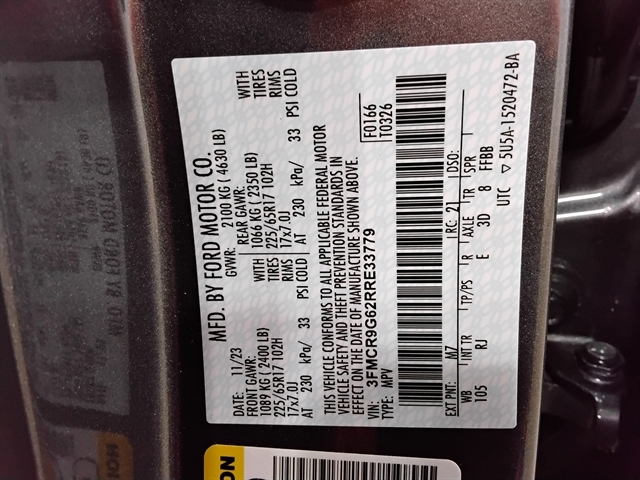 MFD. BY FORD MOTOR CO.
DATE: 11/23 GVWR: 2100 KG ( 4630 LB)
FRONT GAWR: REAR GAWR:
1089 KG ( 2400 LB) 1066 KG ( 2350 LB) WITH
225/65R17 102H 225/65R17 102H TIRES
17x7.0J 17x7.0J RIMS
AT 230 kPa/ 33 PSI COLD AT 230 kPa/ 33 PSI COLD
WITH
TIRES
RIMS
THIS VEHICLE CONFORMS TO ALL APPLICABLE FEDERAL MOTOR
VEHICLE SAFETY AND THEFT PREVENTION STANDARDS IN
EFFECT ON THE DATE OF MANUFACTURE SHOWN ABOVE.
F0166
T0326
VIN: 3FMCR9G62RRE33779
TYPE: MPV
EXT PNT: M7 RC: 21 DSO:
WB INT TR TP/PS R AXLE TR SPR
105 RJ E 3D 8 FFBB
UTC ▽ 5U5A-1520472-BA